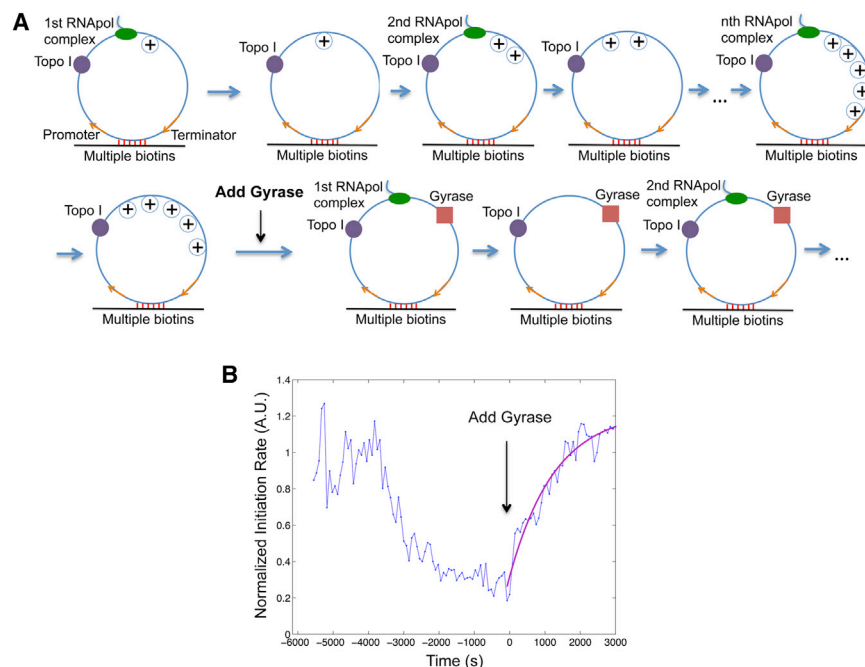 A
1st RNApol
complex
Topo I
+
Promoter
Terminator
Multiple biotins
Topo I
+
Multiple biotins
2nd RNApol
complex
Topo I
+
+
Multiple biotins
Topo I
+ +
Multiple biotins
...
nth RNApol
complex
Topo I
+
+
+
+
+
Multiple biotins
Topo I
+
+
+
+
+
Multiple biotins
Add Gyrase
1st RNApol
complex
Gyrase
Topo I
Multiple biotins
Gyrase
Topo I
Multiple biotins
2nd RNApol
complex
Gyrase
Topo I
Multiple biotins
...
B
Normalized Initiation Rate (A.U.)
1.4
1.2
1
0.8
0.6
0.4
0.2
0
Add Gyrase
−6000 −5000 −4000 −3000 −2000 −1000 0 1000 2000 3000
Time (s)